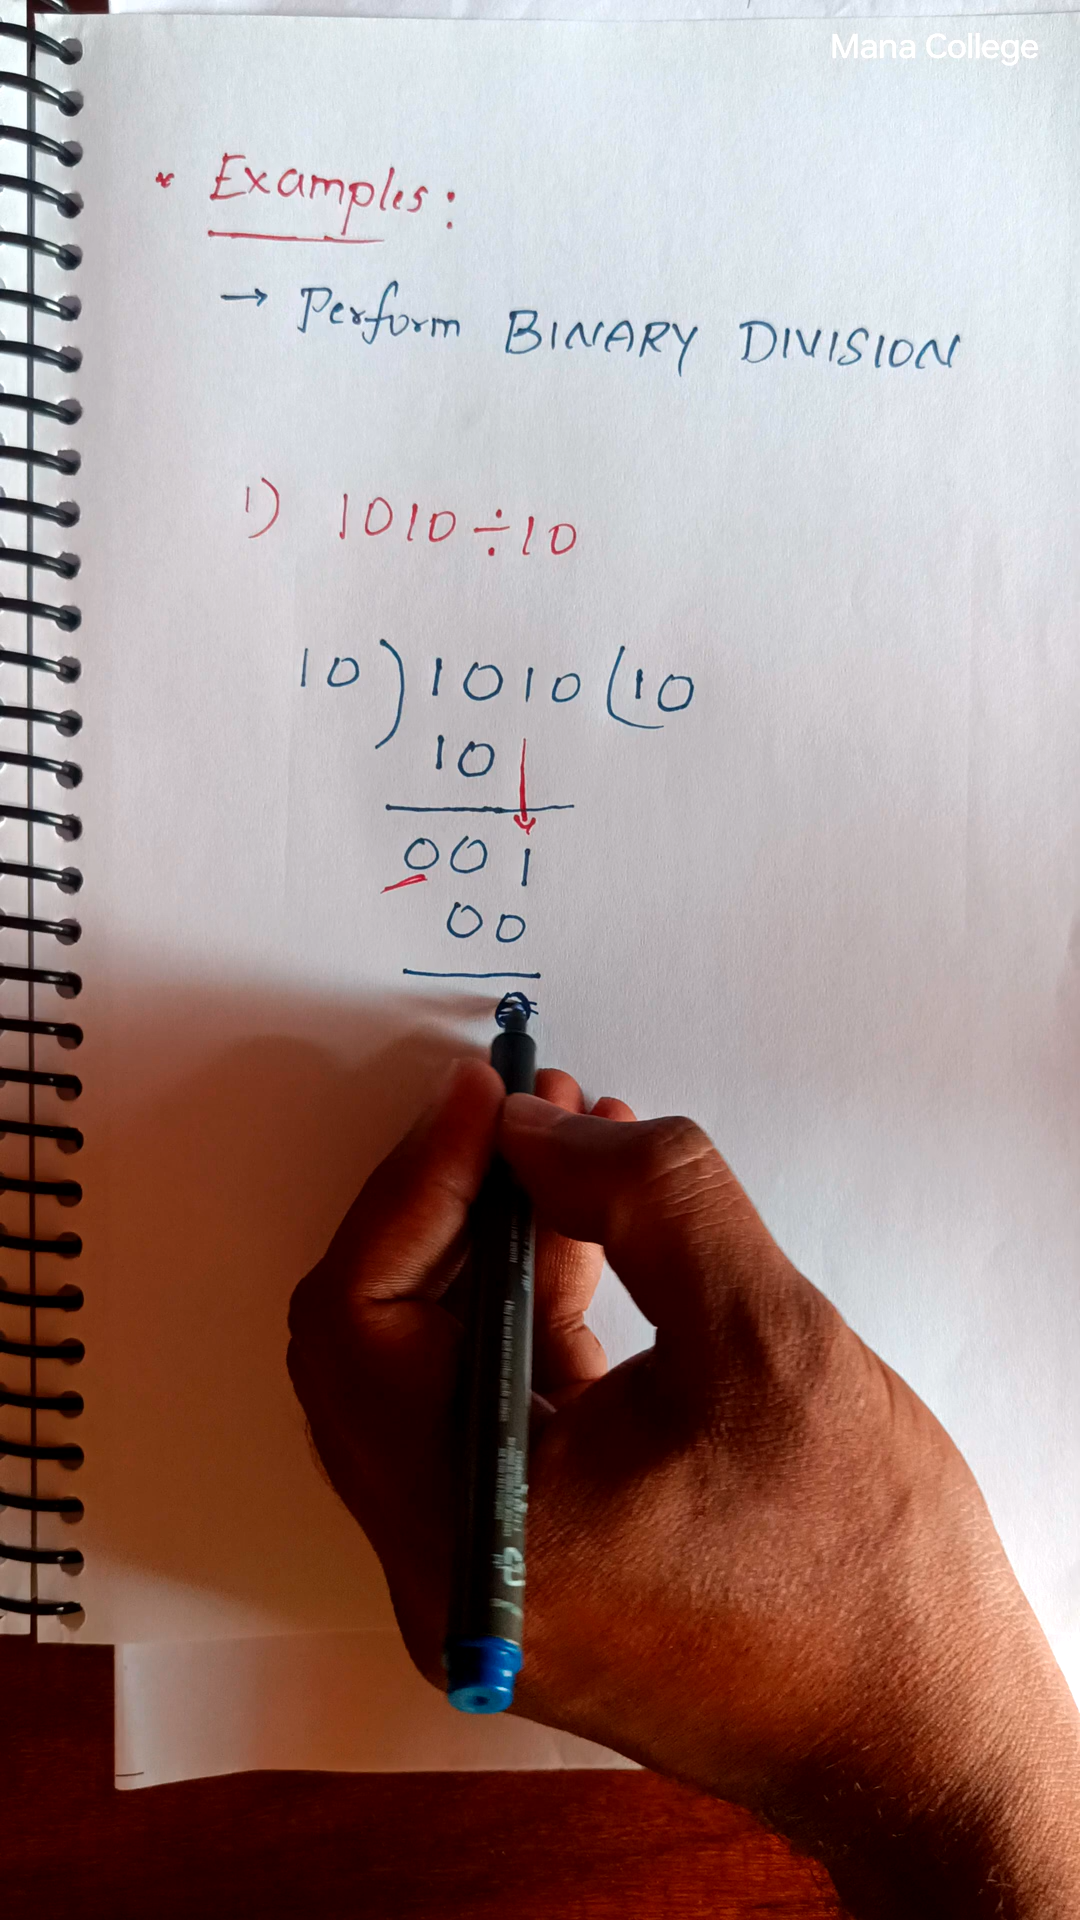 Mana College
* Examples:
→ Perform BINARY DIVISION
1) 1010 ÷ 10
10 ) 1010 ( 10
10
001
00